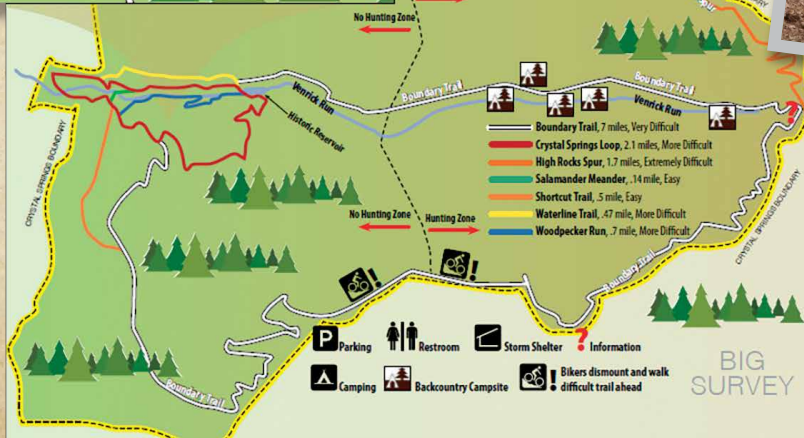 No Hunting Zone
Boundary Trail
Boundary Trail
Venrick Run
Venrick Run
Historic Reservoir
CRYSTAL SPRINGS BOUNDARY
Boundary Trail, 7 miles, Very Difficult
Crystal Springs Loop, 2.1 miles, More Difficult
High Rocks Spur, 1.7 miles, Extremely Difficult
Salamander Meander, .14 mile, Easy
Shortcut Trail, .5 mile, Easy
Waterline Trail, .47 mile, More Difficult
Woodpecker Run, .7 mile, More Difficult
?
CRYSTAL SPRINGS BOUNDARY
No Hunting Zone
Hunting Zone
Boundary Trail
!
!
P Parking
Restroom
Storm Shelter
? Information
Camping
Backcountry Campsite
! Bikers dismount and walk
difficult trail ahead
BIG
SURVEY
Boundary Trail